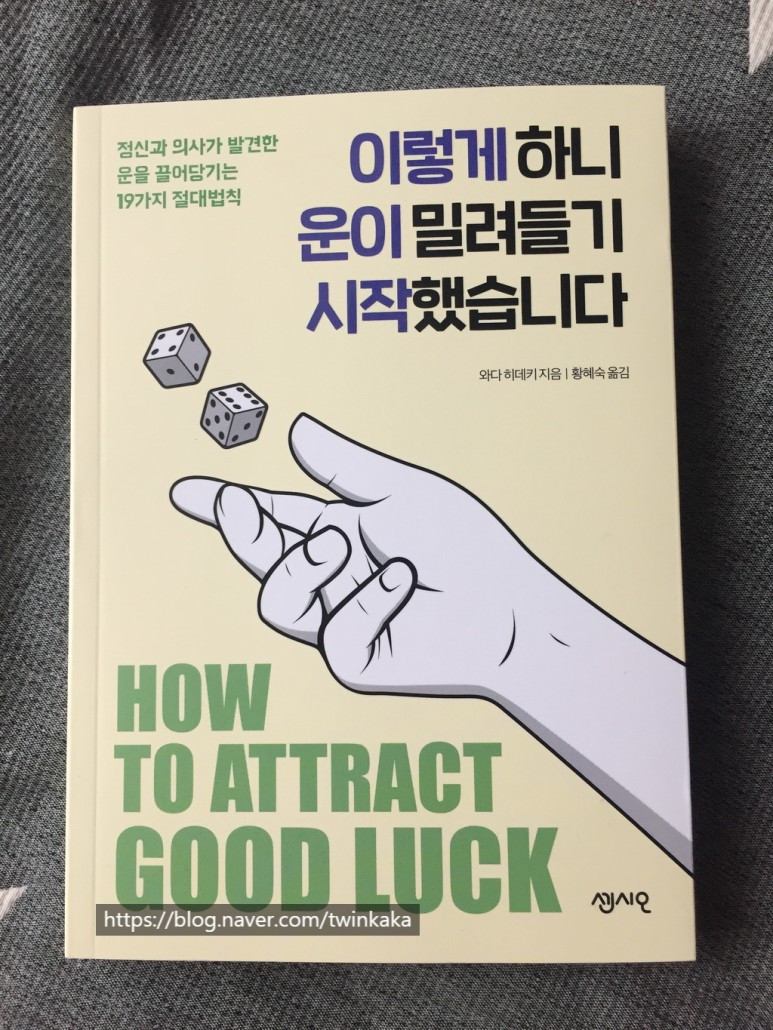 정신과 의사가 발견한
운을 끌어당기는
19가지 절대법칙
이렇게 하니
운이 밀려들기
시작했습니다
와다 히데키 지음 | 황혜숙 옮김
HOW
TO ATTRACT
GOOD LUCK
https://blog.naver.com/twinkaka
센시오